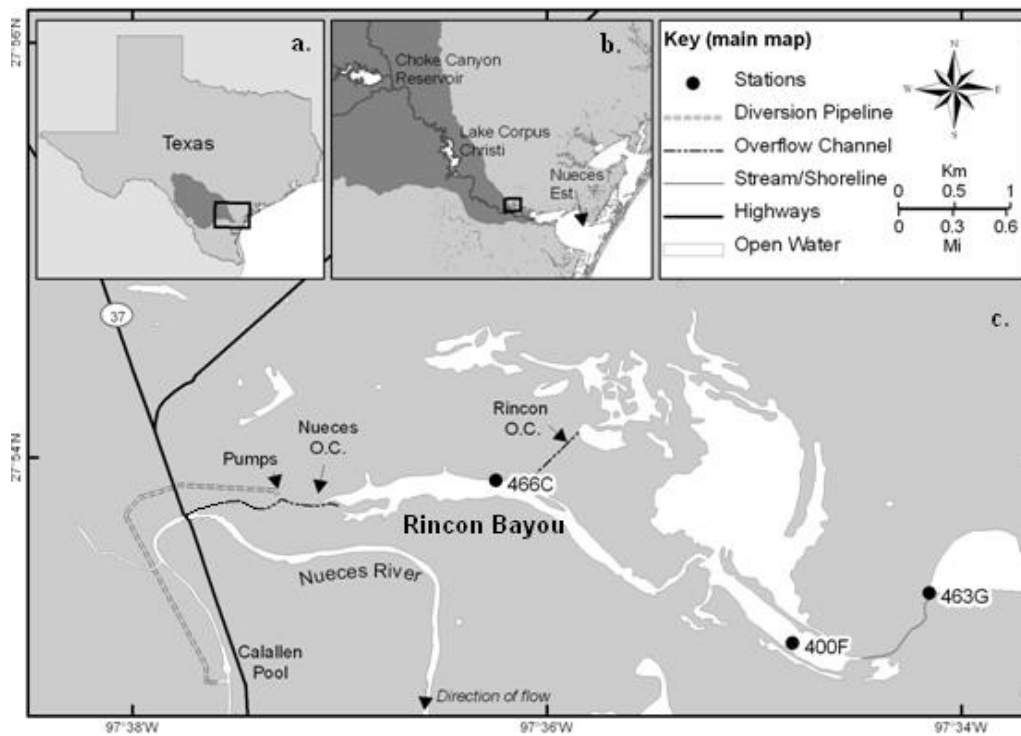 27°56'N
a.
Texas
b.
Choke Canyon
Reservoir
Lake Corpus
Christi
Nueces
Est.
Key (main map)
Stations
Diversion Pipeline
Overflow Channel
Stream/Shoreline
Highways
Open Water
N
W
E
S
Km
0 0.5 1
0 0.3 0.6
Mi
c.
37
27°54'N
Pumps
Nueces
O.C.
Rincon
O.C.
466C
Rincon Bayou
Nueces River
Calallen
Pool
Direction of flow
400F
463G
97°38'W
97°36'W
97°34'W